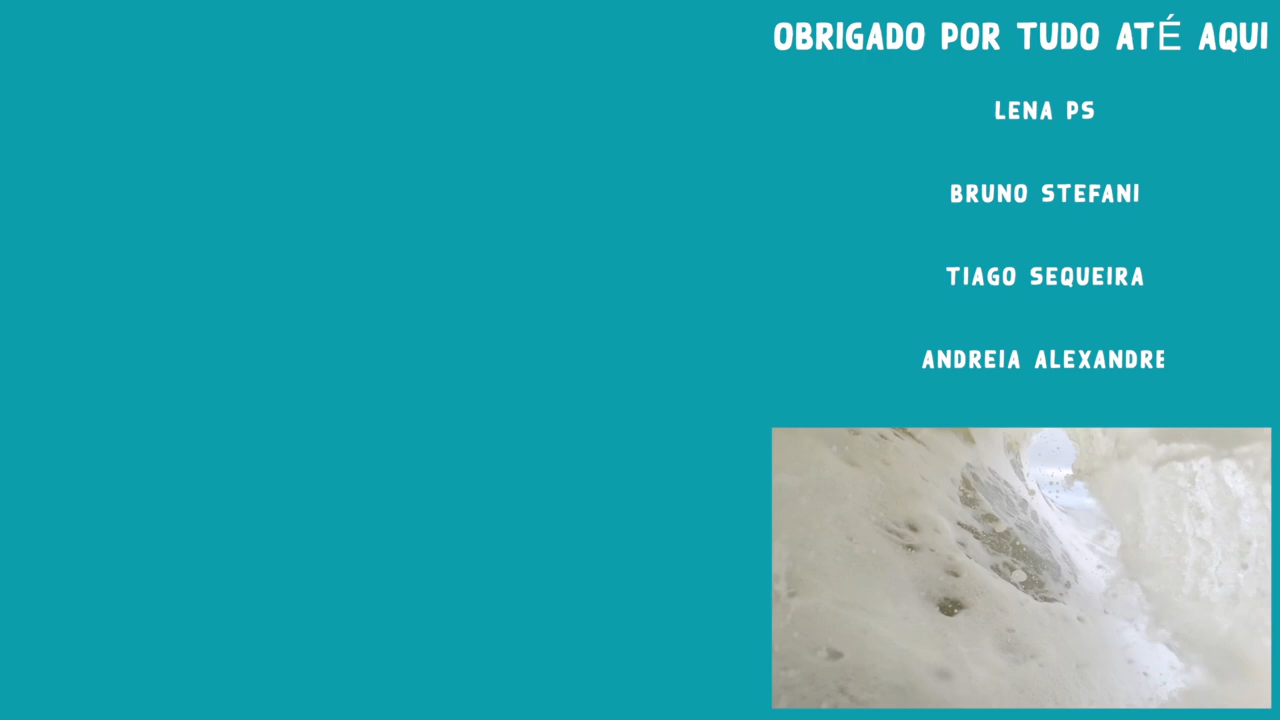 OBRIGADO POR TUDO ATÉ AQUI
LENA PS
BRUNO STEFANI
TIAGO SEQUEIRA
ANDREIA ALEXANDRE